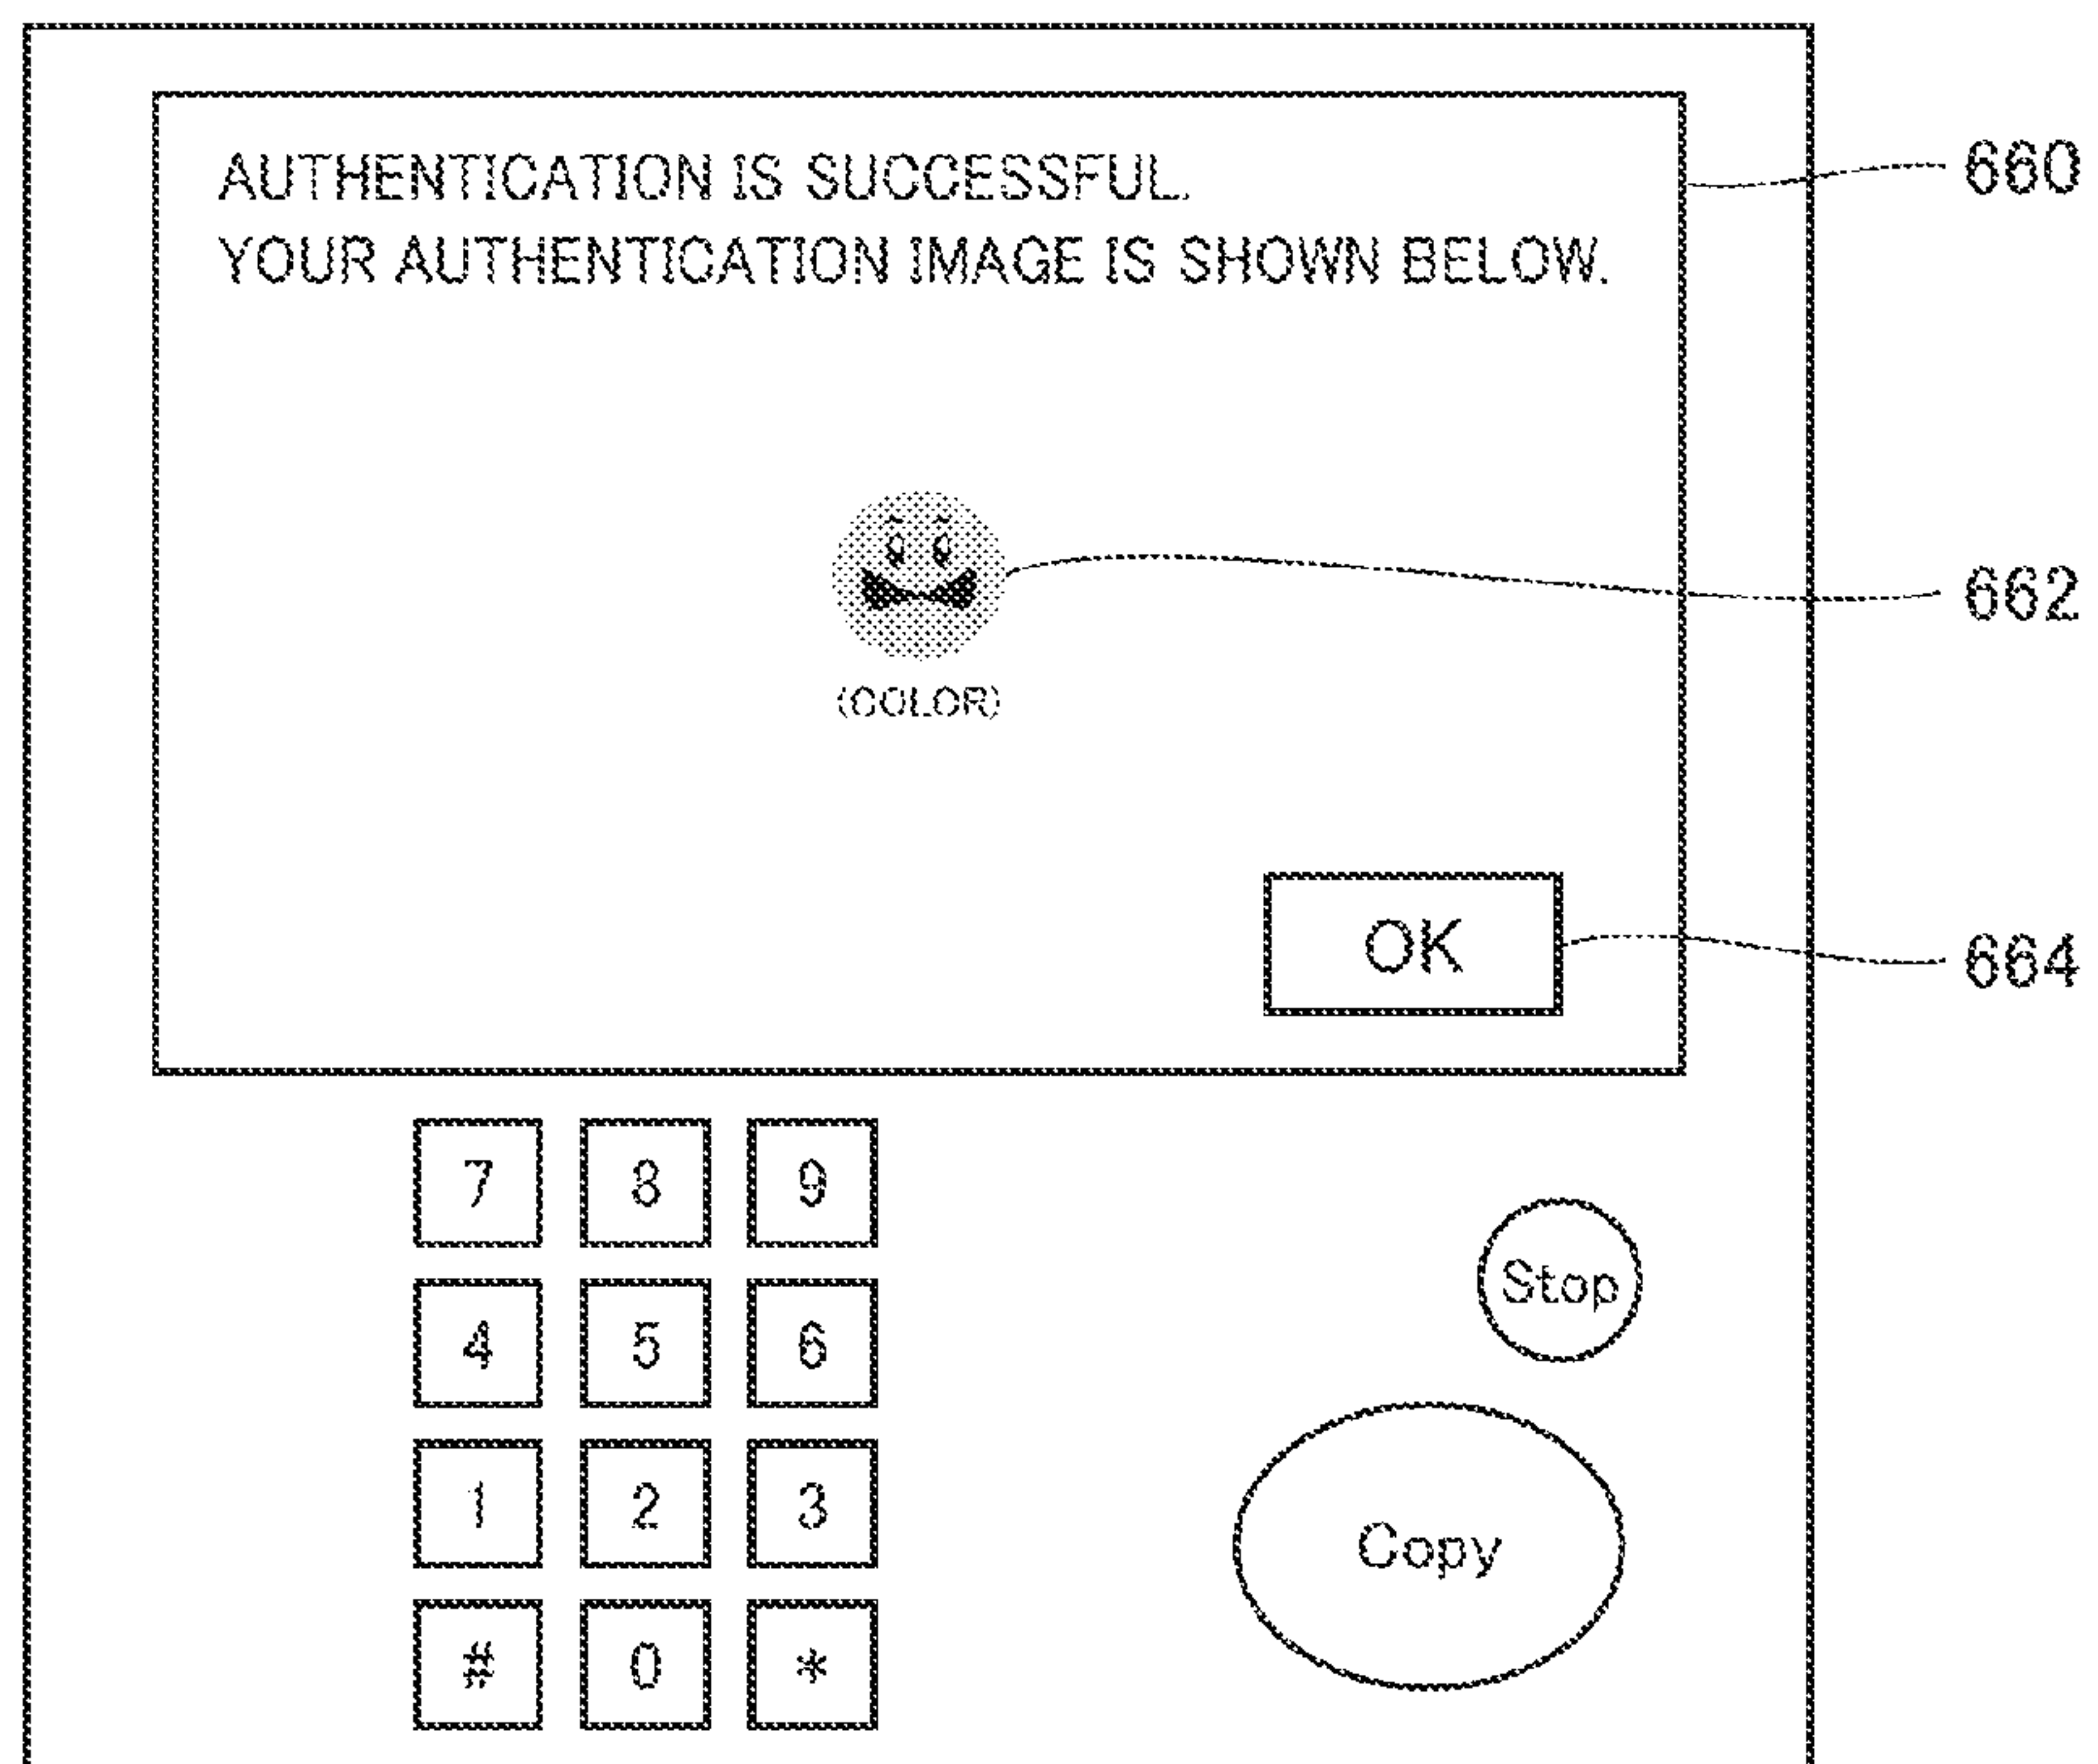 AUTHENTICATION IS SUCCESSFUL.
YOUR AUTHENTICATION IMAGE IS SHOWN BELOW.
660
662
(COLOR)
OK
664
7 8 9
Stop
4 5 6
1 2 3
Copy
# 0 *